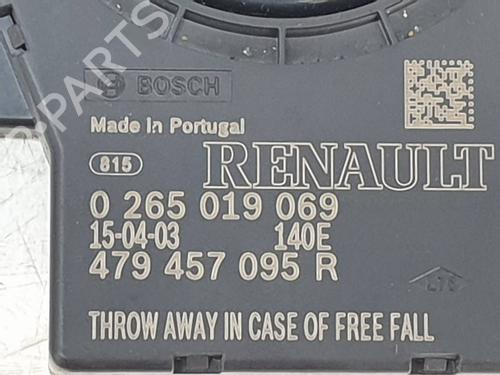 PARTS
BOSCH
Made in Portugal
815
RENAULT
0 265 019 069
15-04-03 140E
479 457 095 R
THROW AWAY IN CASE OF FREE FALL